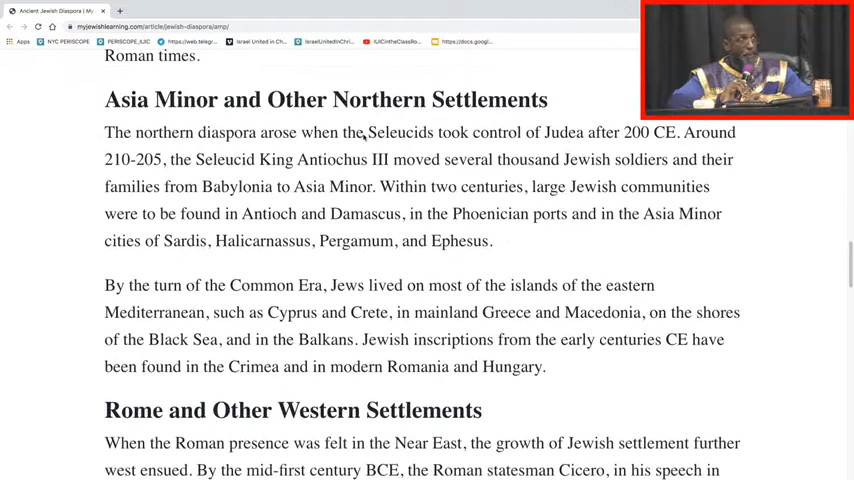 Ancient Jewish Diaspora | My
myjewishlearning.com/article/jewish-diaspora/amp/
Apps NYC PERISCOPE PERISCOPE_IUIC https://web.telegr... Israel United in Ch... IsraelUnitedInChri... IUICintheClassRo... https://docs.googl...
Roman times.
Asia Minor and Other Northern Settlements
The northern diaspora arose when the Seleucids took control of Judea after 200 CE. Around
210-205, the Seleucid King Antiochus III moved several thousand Jewish soldiers and their
families from Babylonia to Asia Minor. Within two centuries, large Jewish communities
were to be found in Antioch and Damascus, in the Phoenician ports and in the Asia Minor
cities of Sardis, Halicarnassus, Pergamum, and Ephesus.
By the turn of the Common Era, Jews lived on most of the islands of the eastern
Mediterranean, such as Cyprus and Crete, in mainland Greece and Macedonia, on the shores
of the Black Sea, and in the Balkans. Jewish inscriptions from the early centuries CE have
been found in the Crimea and in modern Romania and Hungary.
Rome and Other Western Settlements
When the Roman presence was felt in the Near East, the growth of Jewish settlement further
west ensued. By the mid-first century BCE, the Roman statesman Cicero, in his speech in